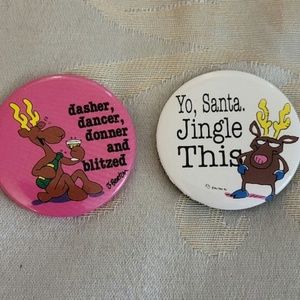 dasher,
dancer,
donner
and
blitzed
Yo, Santa.
Jingle
This